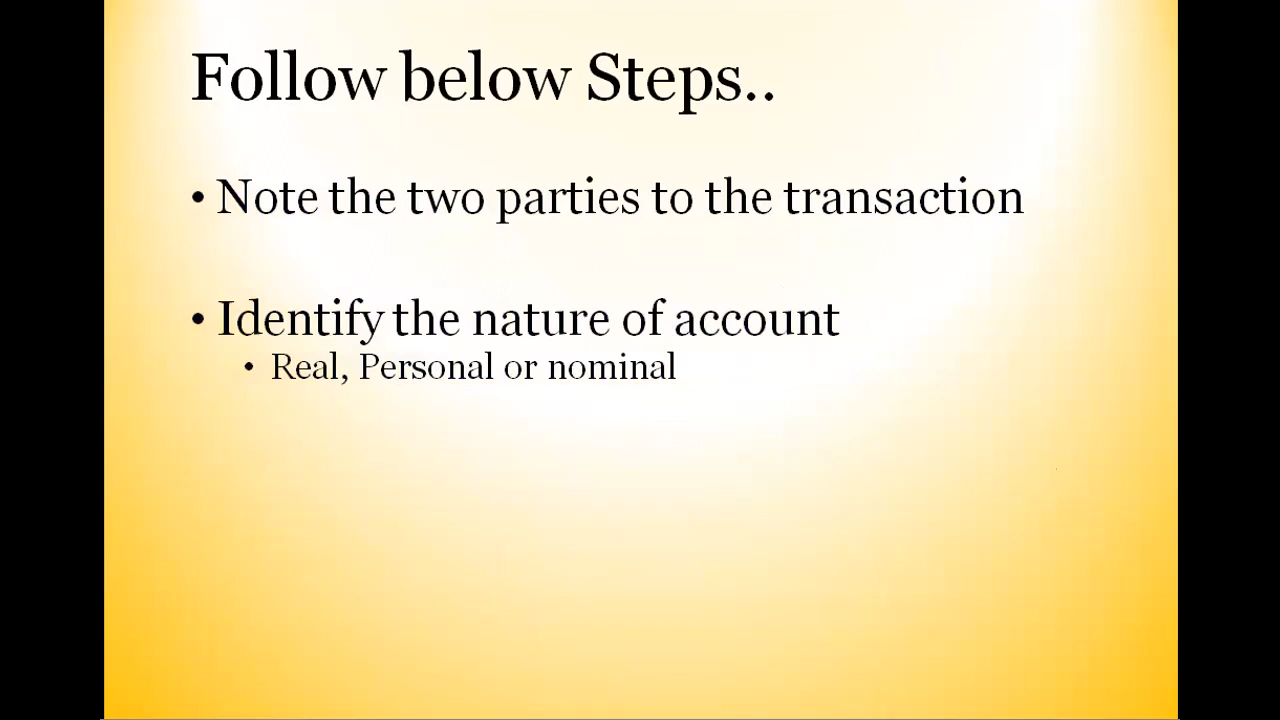 Follow below Steps..
• Note the two parties to the transaction
• Identify the nature of account
• Real, Personal or nominal